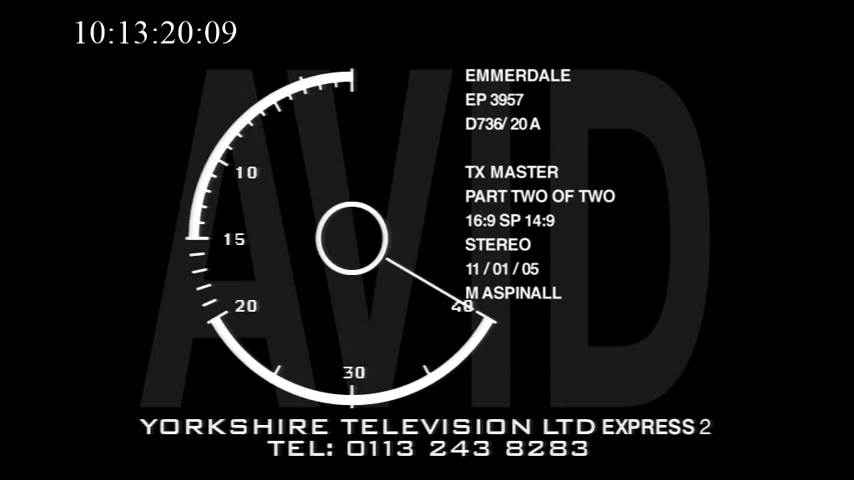 10:13:20:09
AVID
EMMERDALE
EP 3957
D736/ 20 A
TX MASTER
PART TWO OF TWO
16:9 SP 14:9
STEREO
11 / 01 / 05
M ASPINALL
10
15
20
30
40
YORKSHIRE TELEVISION LTD EXPRESS 2
TEL: 0113 243 8283